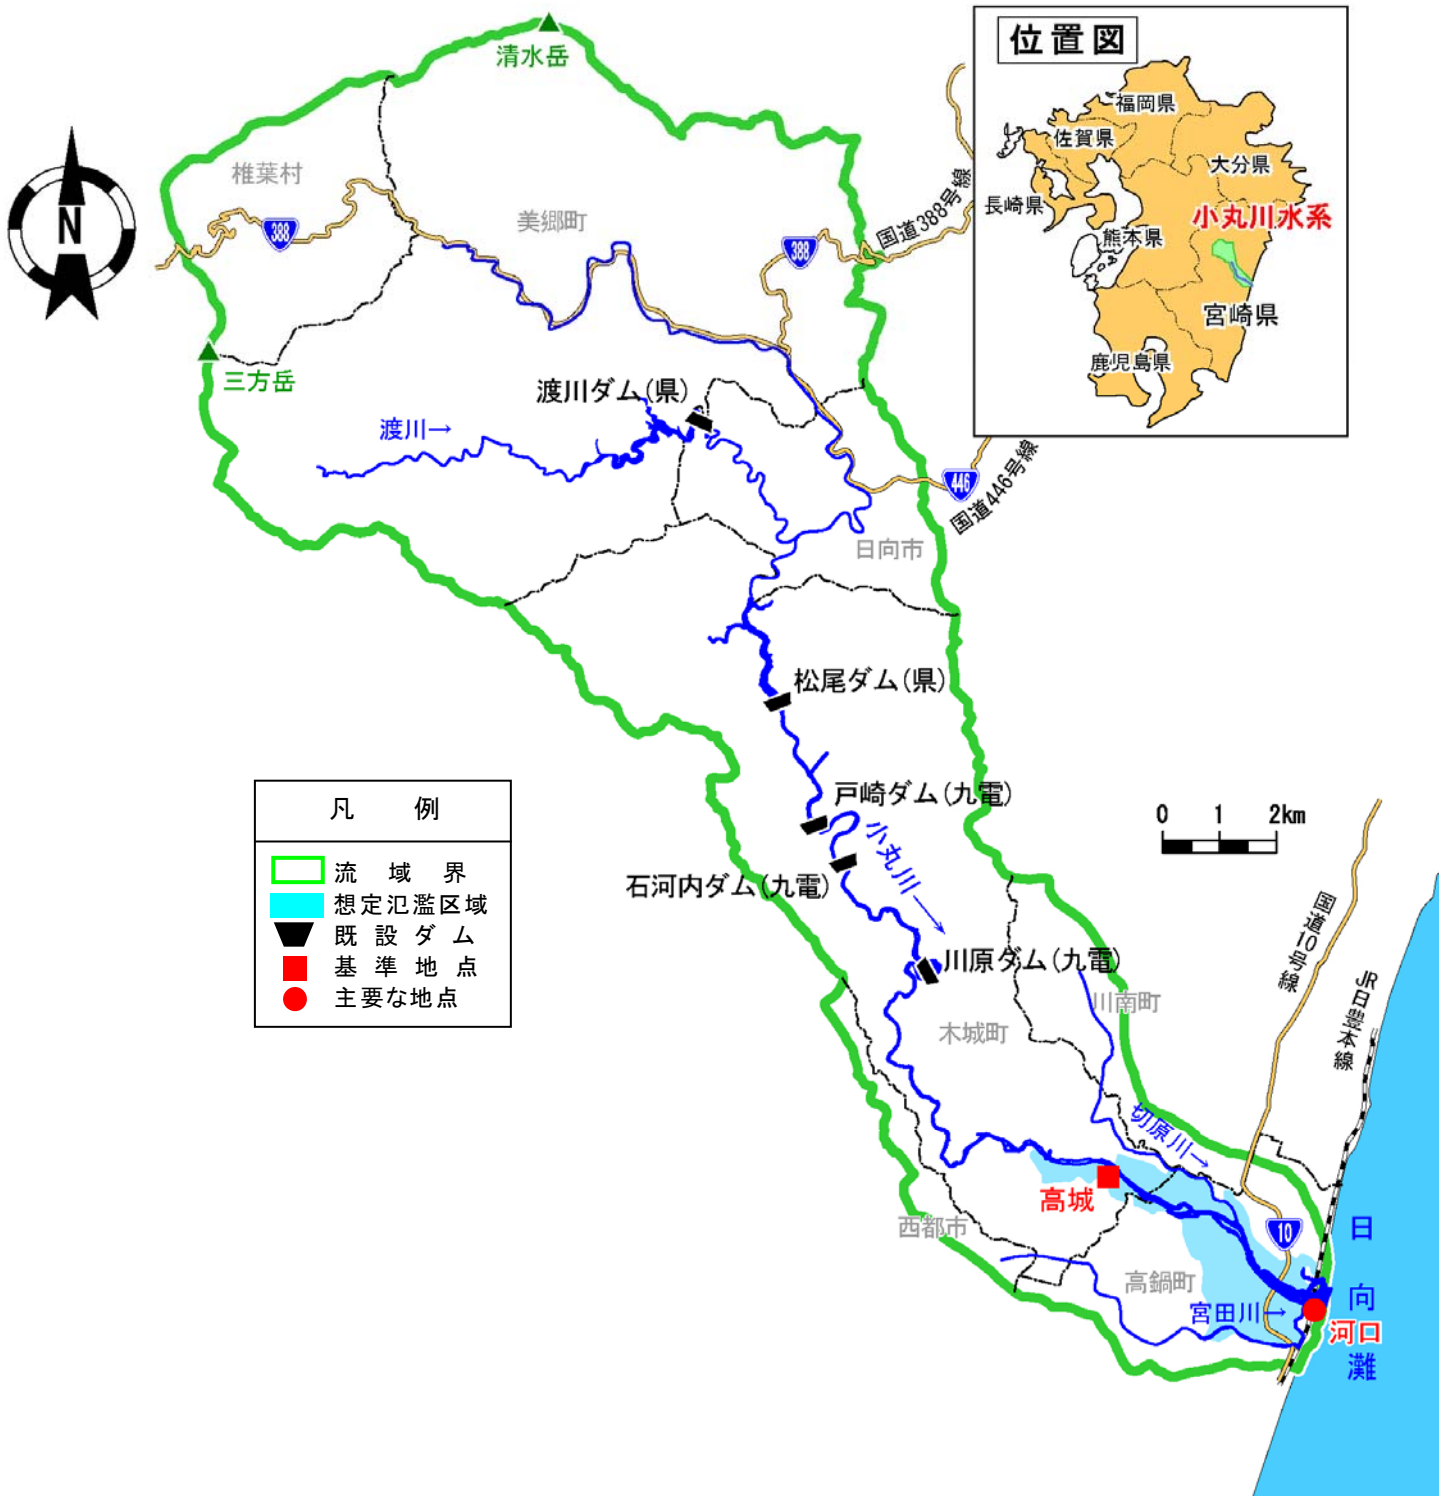 位置図
福岡県
佐賀県
大分県
長崎県
小丸川水系
熊本県
宮崎県
鹿児島県
清水岳
椎葉村
美郷町
388
388
国道388号線
N
三方岳
渡川ダム(県)
渡川→
446
国道446号線
日向市
松尾ダム(県)
戸崎ダム(九電)
小丸川→
石河内ダム(九電)
川原ダム(九電)
川南町
木城町
0 1 2km
国道10号線
JR日豊本線
凡 例
流 域 界
想定氾濫区域
既 設 ダ ム
基 準 地 点
主要な地点
切原川→
高城
西都市
10
高鍋町
宮田川→
河口
日向灘